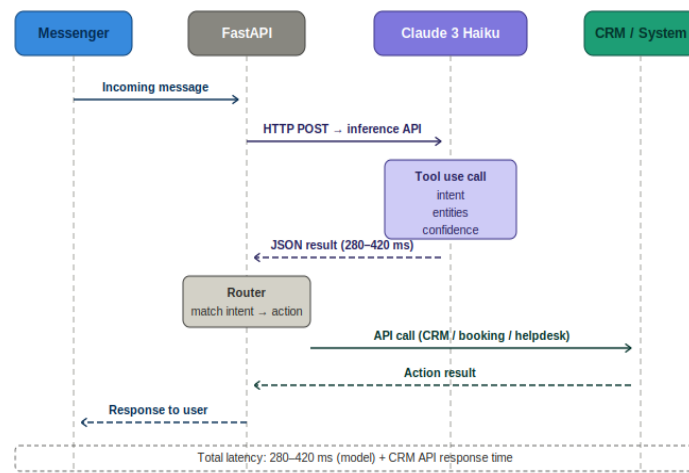 Messenger
FastAPI
Claude 3 Haiku
CRM / System
Incoming message
HTTP POST → inference API
Tool use call
intent
entities
confidence
JSON result (280–420 ms)
Router
match intent → action
API call (CRM / booking / helpdesk)
Action result
Response to user
Total latency: 280–420 ms (model) + CRM API response time